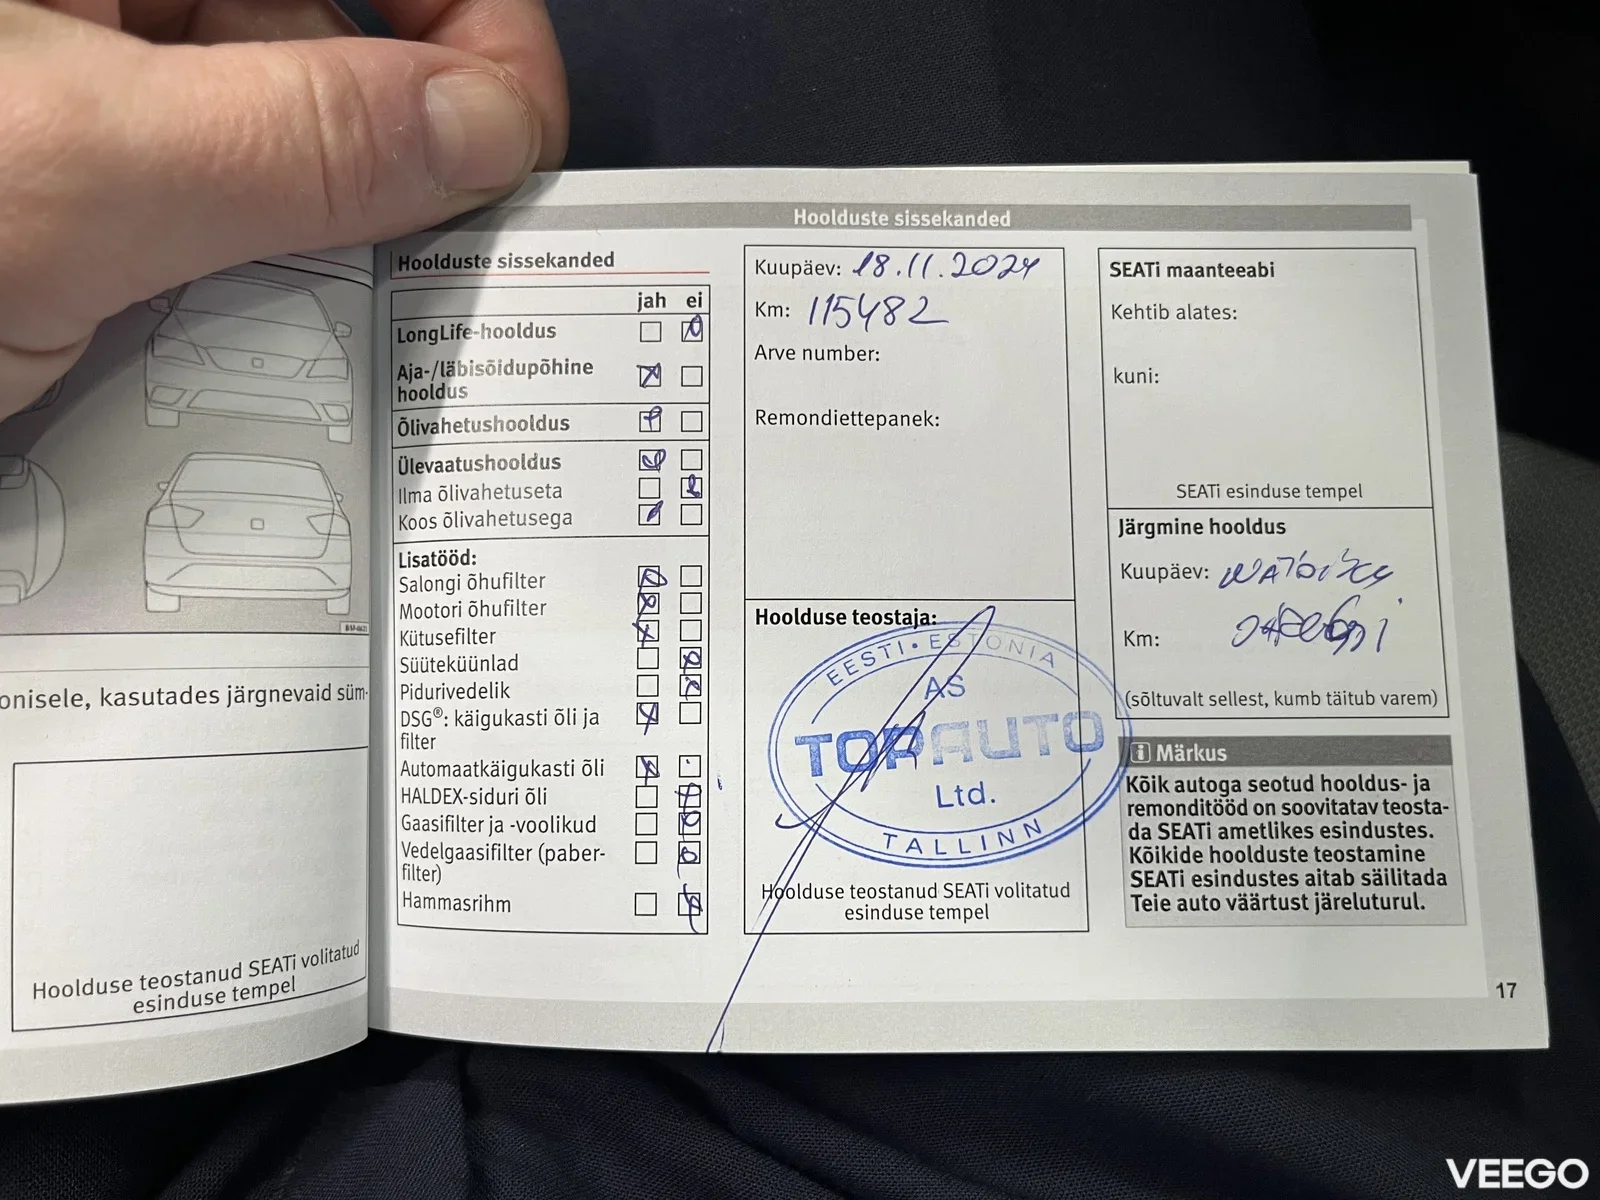 Hoolduste sissekanded
Hoolduste sissekanded
jah ei
LongLife-hooldus
Aja-/läbisõidupõhine
hooldus
Õlivahetushooldus
Ülevaatushooldus
Ilma õlivahetuseta
Koos õlivahetusega
Lisatööd:
Salongi õhufilter
Mootori õhufilter
Kütusefilter
Süüteküünlad
Pidurivedelik
DSG®: käigukasti õli ja
filter
Automaatkäigukasti õli
HALDEX-siduri õli
Gaasifilter ja -voolikud
Vedelgaasifilter (paber-
filter)
Hammasrihm
Kuupäev: 18.11.2024
Km: 115482
Arve number:
Remondiettepanek:
Hoolduse teostaja:
EESTI • ESTONIA
AS
TOPAUTO
Ltd.
TALLINN
Hoolduse teostanud SEATi volitatud
esinduse tempel
SEATi maanteeabi
Kehtib alates:
kuni:
SEATi esinduse tempel
Järgmine hooldus
Kuupäev:
Km:
(sõltuvalt sellest, kumb täitub varem)
i Märkus
Kõik autoga seotud hooldus- ja
remonditööd on soovitatav teosta-
da SEATi ametlikes esindustes.
Kõikide hoolduste teostamine
SEATi esindustes aitab säilitada
Teie auto väärtust järeluturul.
17
onisele, kasutades järgnevaid süm-
Hoolduse teostanud SEATi volitatud
esinduse tempel
VEEGO